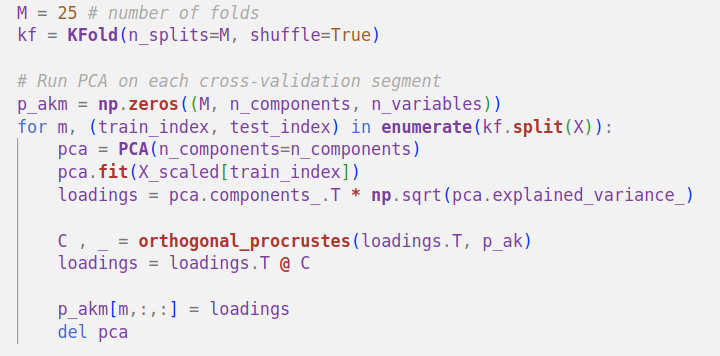 M = 25 # number of folds
kf = KFold(n_splits=M, shuffle=True)
# Run PCA on each cross-validation segment
p_akm = np.zeros((M, n_components, n_variables))
for m, (train_index, test_index) in enumerate(kf.split(X)):
    pca = PCA(n_components=n_components)
    pca.fit(X_scaled[train_index])
    loadings = pca.components_.T * np.sqrt(pca.explained_variance_)
    C , _ = orthogonal_procrustes(loadings.T, p_ak)
    loadings = loadings.T @ C
    p_akm[m,:,:] = loadings
    del pca